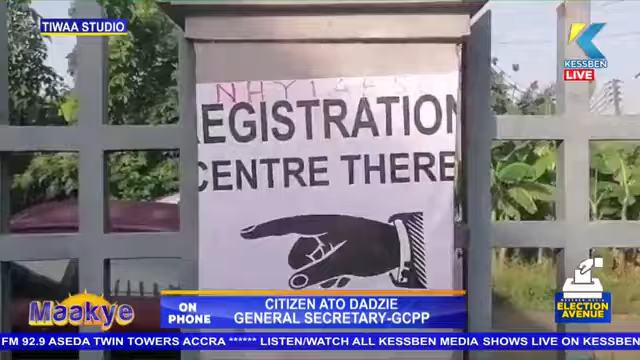 TIWAA STUDIO
KESSBEN
LIVE
REGISTRATION
CENTRE THERE
Maakye
ON
PHONE
CITIZEN ATO DADZIE
GENERAL SECRETARY-GCPP
ELECTION
AVENUE
FM 92.9 ASEDA TWIN TOWERS ACCRA ****** LISTEN/WATCH ALL KESSBEN MEDIA SHOWS LIVE ON KESSBEN